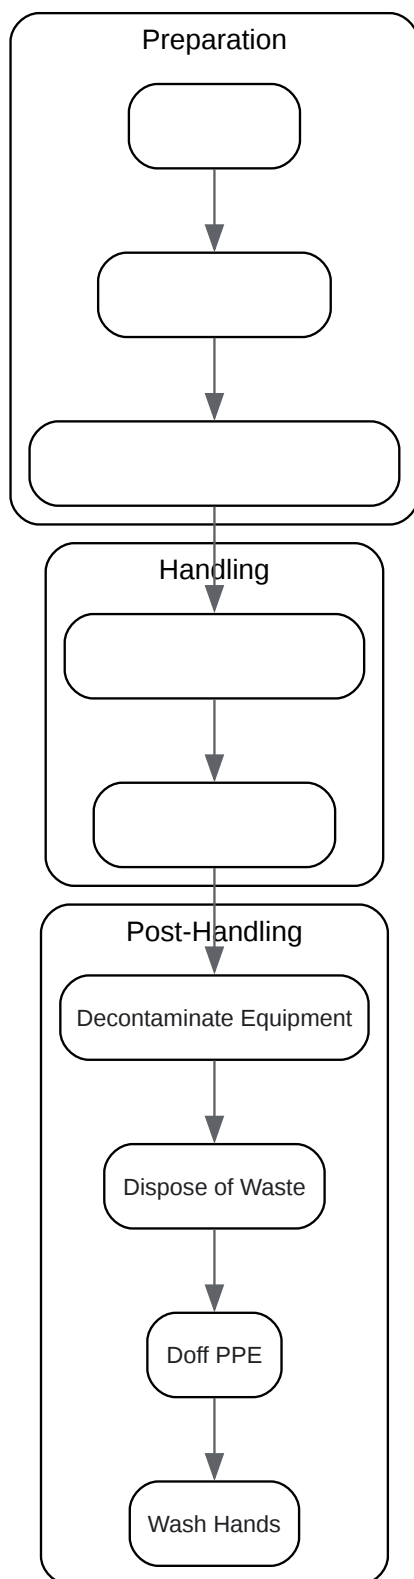 Preparation
Handling
Post-Handling
Decontaminate Equipment
Dispose of Waste
Doff PPE
Wash Hands